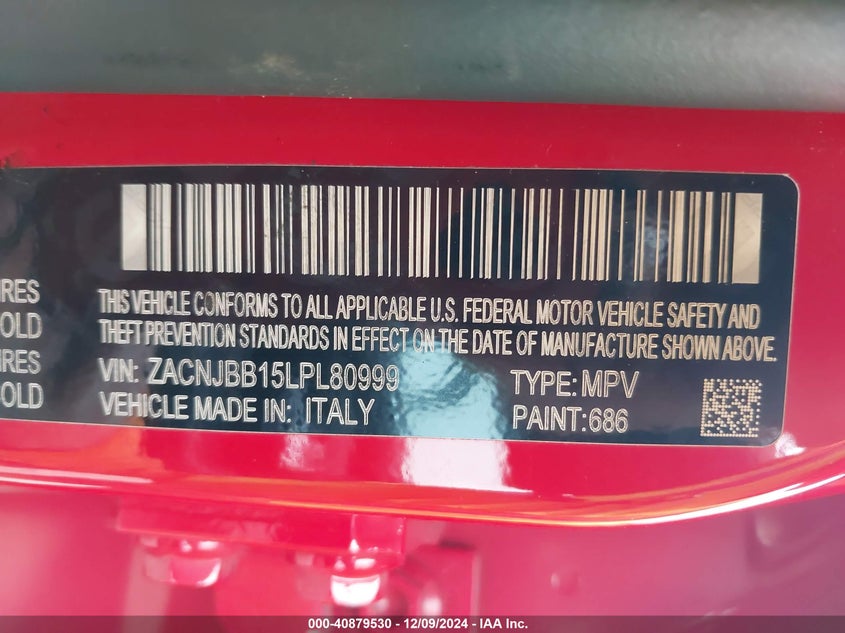 THIS VEHICLE CONFORMS TO ALL APPLICABLE U.S. FEDERAL MOTOR VEHICLE SAFETY AND
THEFT PREVENTION STANDARDS IN EFFECT ON THE DATE OF MANUFACTURE SHOWN ABOVE.
IRES
OLD
IRES
OLD
VIN: ZACNJBB15LPL80999
TYPE: MPV
VEHICLE MADE IN: ITALY
PAINT:686
000-40879530 - 12/09/2024 - IAA Inc.